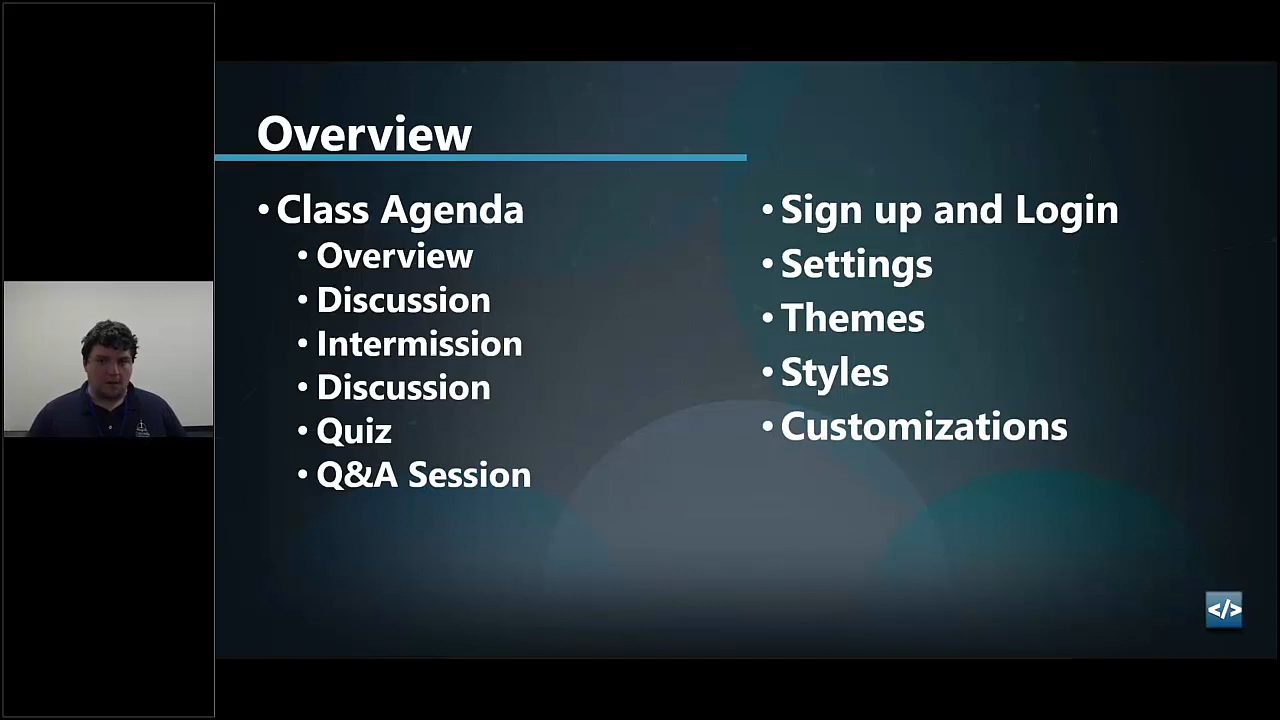 Overview
• Class Agenda
• Overview
• Discussion
• Intermission
• Discussion
• Quiz
• Q&A Session
• Sign up and Login
• Settings
• Themes
• Styles
• Customizations
</>